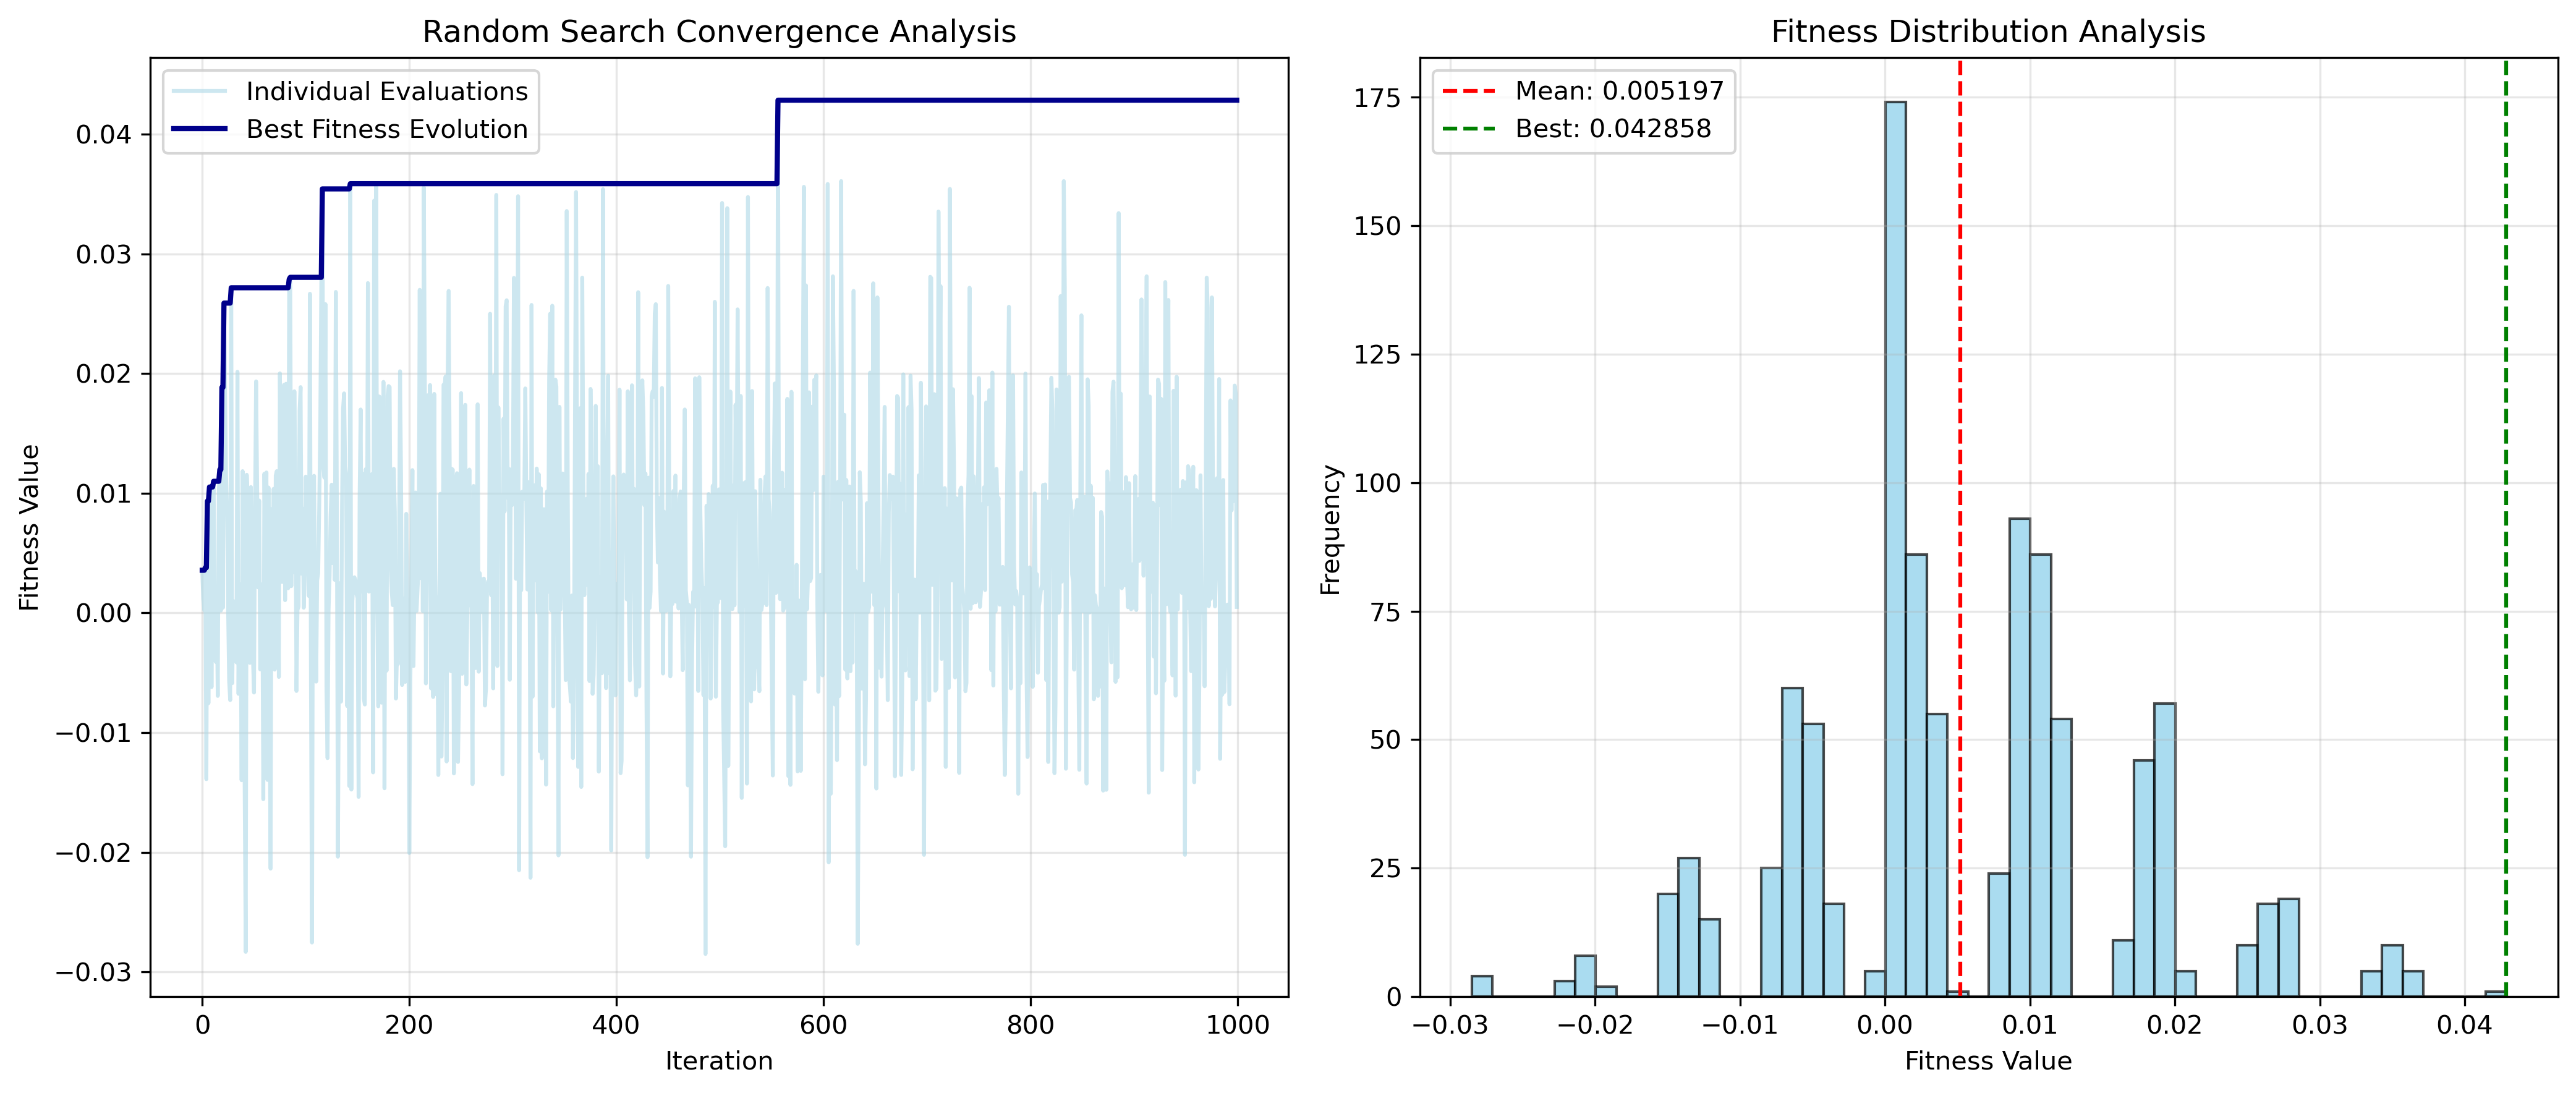 Random Search Convergence Analysis
Individual Evaluations
Best Fitness Evolution
Fitness Value
0.04
0.03
0.02
0.01
0.00
−0.01
−0.02
−0.03
0 200 400 600 800 1000
Iteration
Fitness Distribution Analysis
Mean: 0.005197
Best: 0.042858
Frequency
175
150
125
100
75
50
25
0
−0.03 −0.02 −0.01 0.00 0.01 0.02 0.03 0.04
Fitness Value